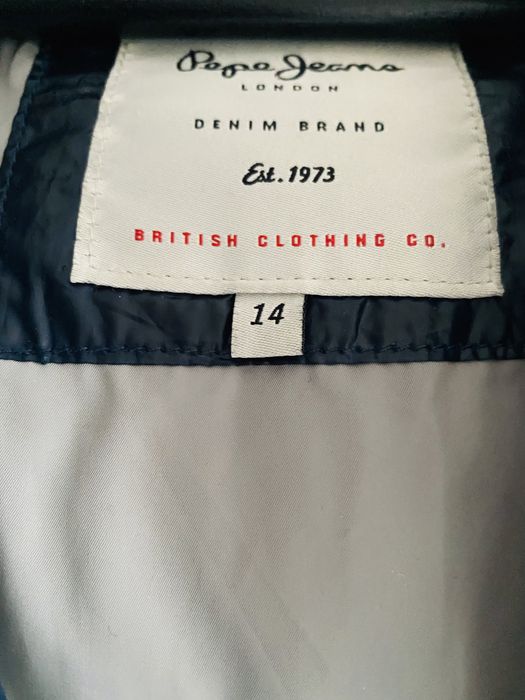 Pepe Jeans
LONDON
DENIM BRAND
Est. 1973
BRITISH CLOTHING CO.
14